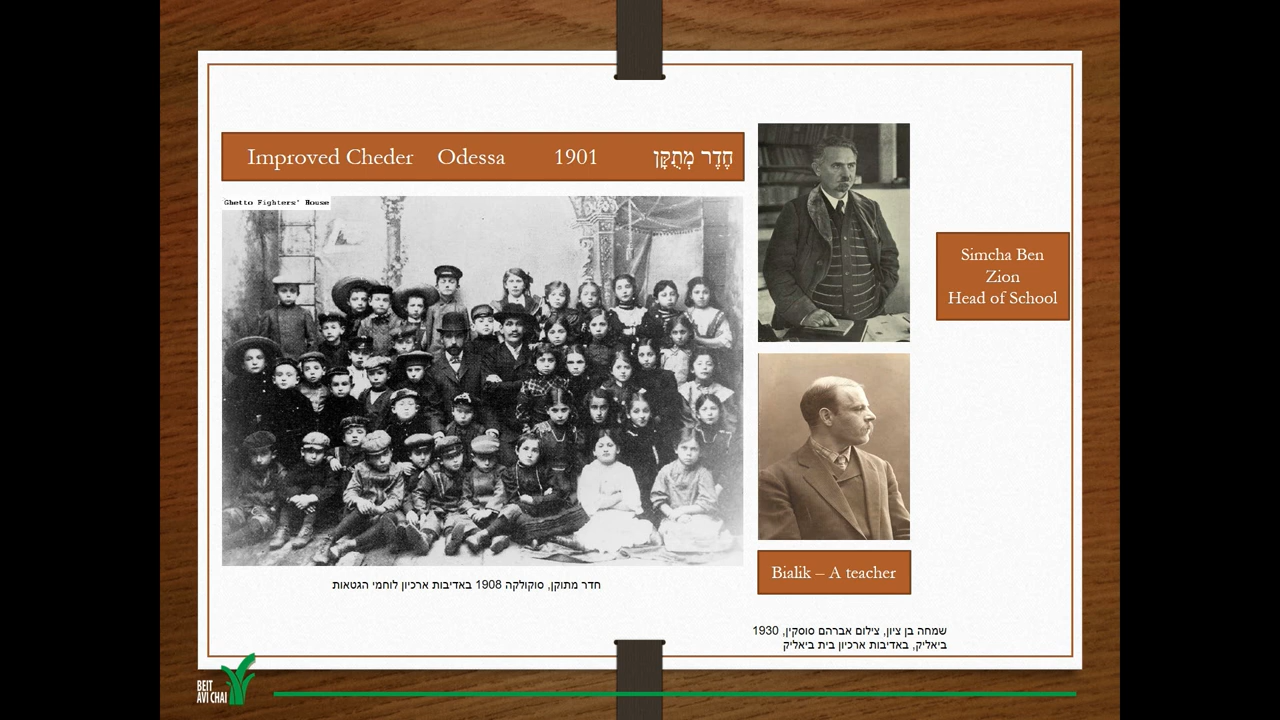 Improved Cheder Odessa 1901 חֶדֶר מְתֻקָּן
Ghetto Fighters' House
Simcha Ben
Zion
Head of School
Bialik – A teacher
חדר מתוקן, סוקולקה 1908 באדיבות ארכיון לוחמי הגטאות
שמחה בן ציון, צילום אברהם סוסקין, 1930
ביאליק, באדיבות ארכיון בית ביאליק
BEIT
AVI CHAI